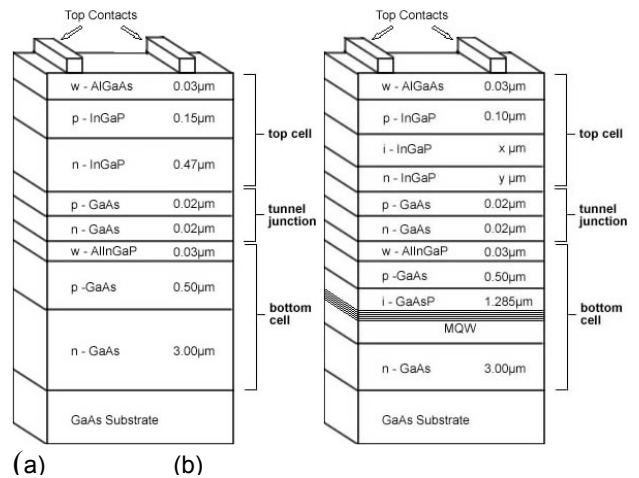 Top Contacts
w - AlGaAs 0.03µm
p - InGaP 0.15µm
n - InGaP 0.47µm
top cell
p - GaAs 0.02µm
n - GaAs 0.02µm
tunnel
junction
w - AlInGaP 0.03µm
p -GaAs 0.50µm
n - GaAs 3.00µm
bottom
cell
GaAs Substrate
(a)
Top Contacts
w - AlGaAs 0.03µm
p - InGaP 0.10µm
i - InGaP x µm
n - InGaP y µm
top cell
p - GaAs 0.02µm
n - GaAs 0.02µm
tunnel
junction
w - AlInGaP 0.03µm
p - GaAs 0.50µm
i - GaAsP 1.285µm
MQW
n - GaAs 3.00µm
bottom
cell
GaAs Substrate
(b)